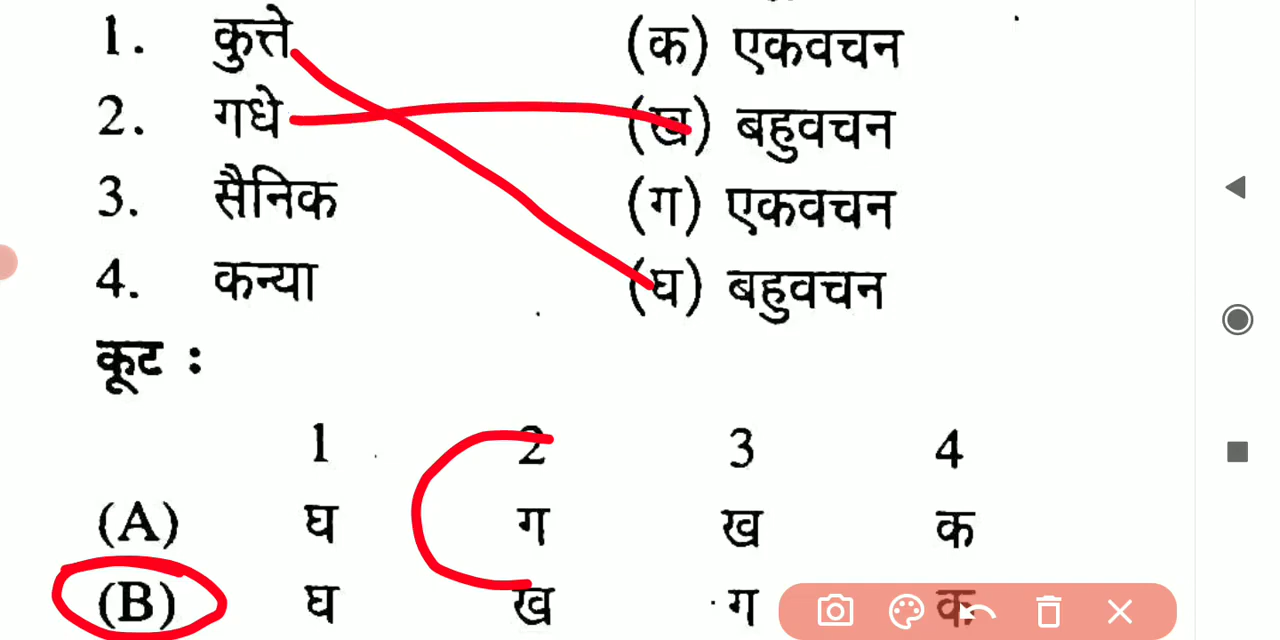 1. कुत्ते (क) एकवचन
2. गधे (ख) बहुवचन
3. सैनिक (ग) एकवचन
4. कन्या (घ) बहुवचन
कूट :
1 2 3 4
(A) घ ग ख क
(B) घ ख ग क